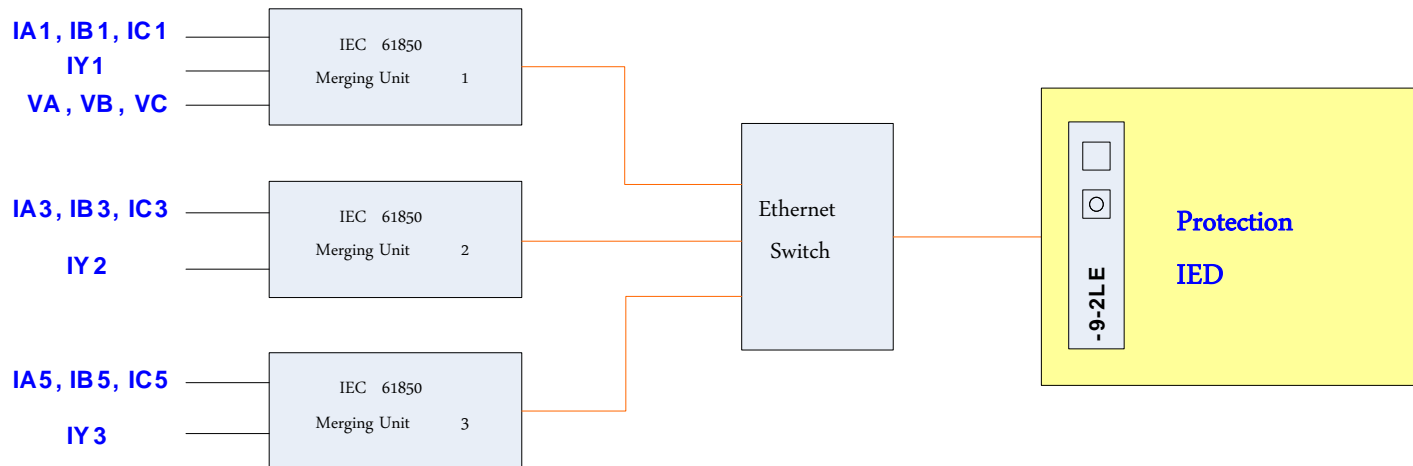 IA1, IB1, IC1
IY1
VA, VB, VC
IEC 61850
Merging Unit 1
IA3, IB3, IC3
IY2
IEC 61850
Merging Unit 2
IA5, IB5, IC5
IY3
IEC 61850
Merging Unit 3
Ethernet
Switch
-9-2LE
Protection
IED